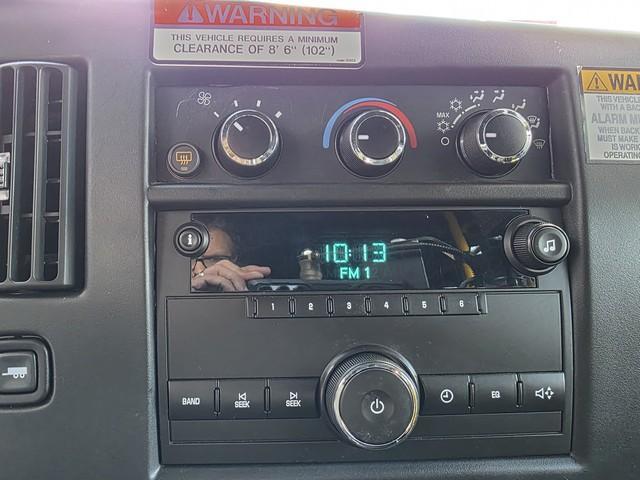 WARNING
THIS VEHICLE REQUIRES A MINIMUM
CLEARANCE OF 8' 6" (102")
WAR
THIS VEHICLE
WITH A BACK
ALARM
WHEN BACK
MUST MAKE
IS WORK
OPERATIN
MAX
i
10:13
FM 1
1 2 3 4 5 6
BAND
SEEK
SEEK
EQ